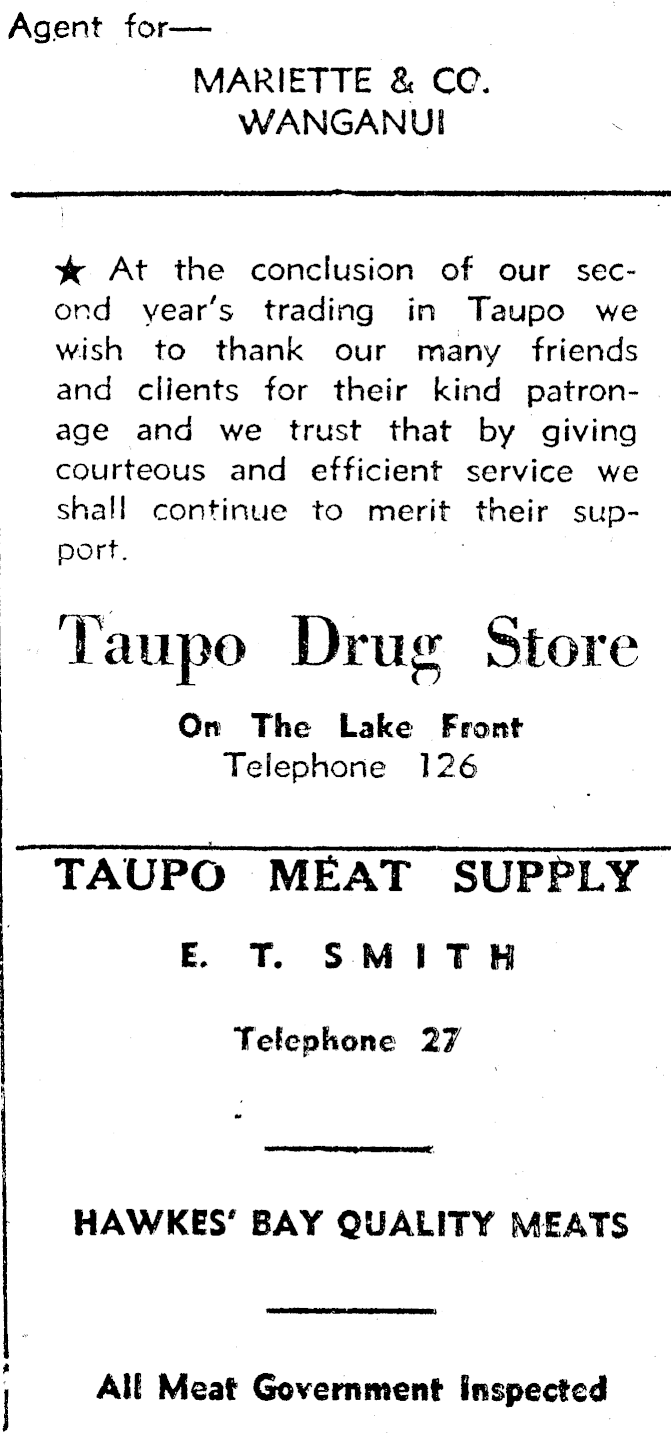 Agent for—
MARIETTE & CO.
WANGANUI
★ At the conclusion of our sec-
ond year's trading in Taupo we
wish to thank our many friends
and clients for their kind patron-
age and we trust that by giving
courteous and efficient service we
shall continue to merit their sup-
port.
Taupo Drug Store
On The Lake Front
Telephone 126
TAUPO MEAT SUPPLY
E. T. SMITH
Telephone 27
HAWKES' BAY QUALITY MEATS
All Meat Government Inspected